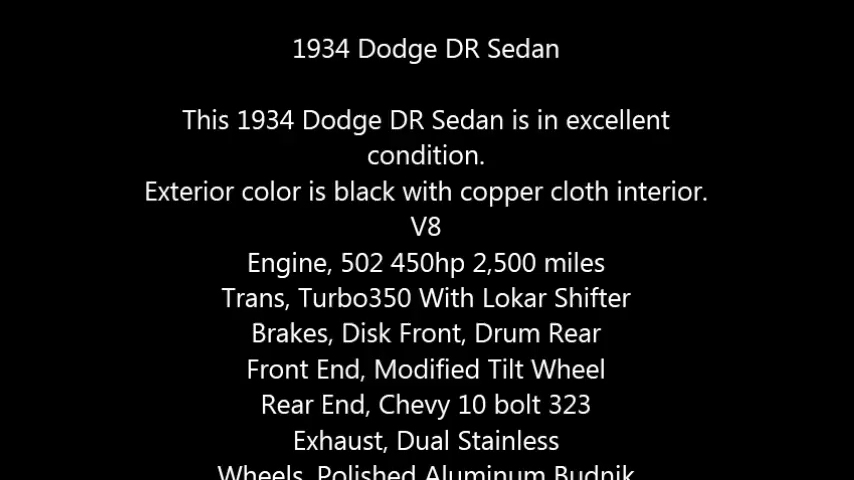 1934 Dodge DR Sedan
This 1934 Dodge DR Sedan is in excellent
condition.
Exterior color is black with copper cloth interior.
V8
Engine, 502 450hp 2,500 miles
Trans, Turbo350 With Lokar Shifter
Brakes, Disk Front, Drum Rear
Front End, Modified Tilt Wheel
Rear End, Chevy 10 bolt 323
Exhaust, Dual Stainless
Wheels, Polished Aluminum Budnik